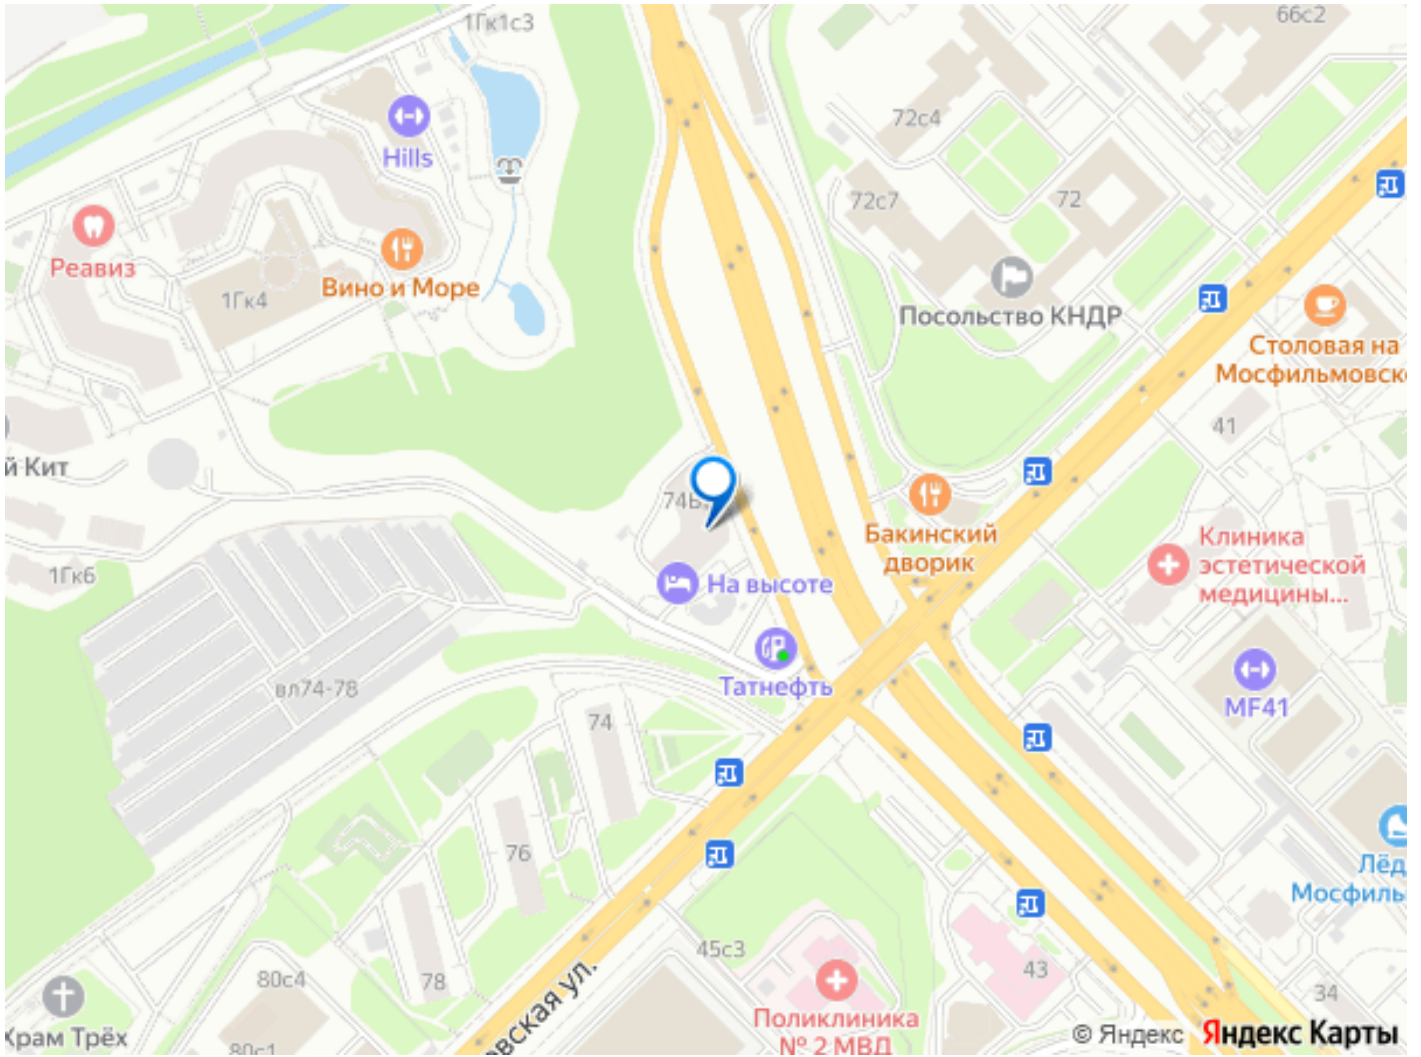 1Гк1с3
66с2
Hills
72с4
72с7
72
Реавиз
1Гк4
Вино и Море
Посольство КНДР
Столовая на
Мосфильмовск
41
й Кит
74Б
Бакинский
дворик
Клиника
эстетической
медицины...
1Гк6
На высоте
Татнефть
вл74-78
74
MF41
76
Лёд
Мосфиль
45с3
43
80с4
78
34
вская ул.
Храм Трёх
80с1
Поликлиника
№ 2 МВД
© Яндекс Яндекс Карты